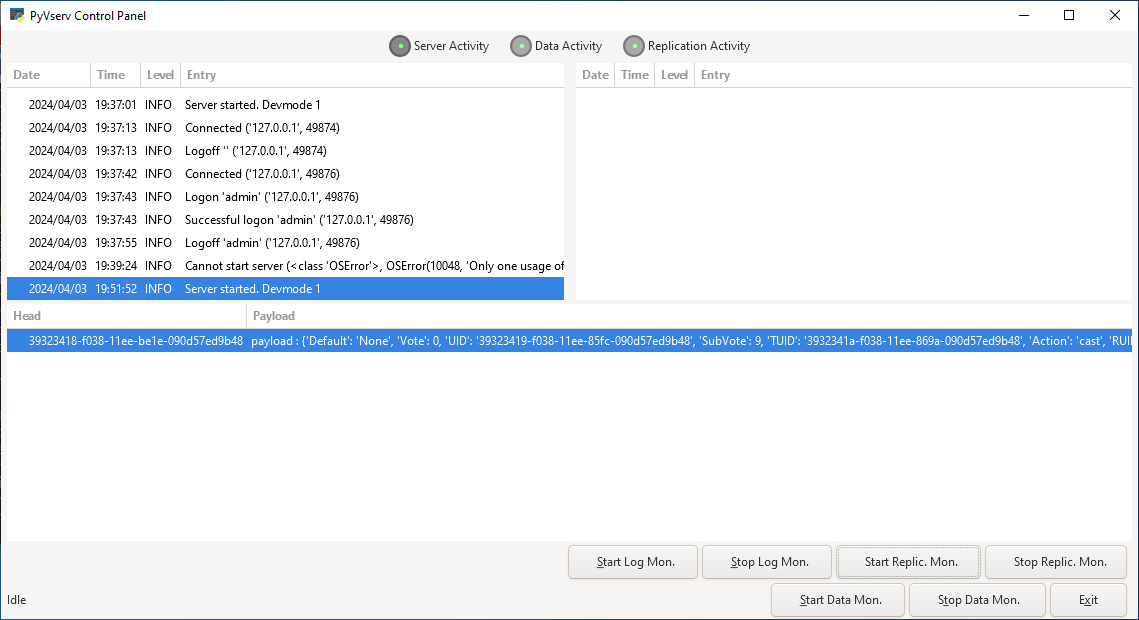 PyVserv Control Panel
Server Activity Data Activity Replication Activity
Date Time Level Entry Date Time Level Entry
2024/04/03 19:37:01 INFO Server started. Devmode 1
2024/04/03 19:37:13 INFO Connected ('127.0.0.1', 49874)
2024/04/03 19:37:13 INFO Logoff '' ('127.0.0.1', 49874)
2024/04/03 19:37:42 INFO Connected ('127.0.0.1', 49876)
2024/04/03 19:37:43 INFO Logon 'admin' ('127.0.0.1', 49876)
2024/04/03 19:37:43 INFO Successful logon 'admin' ('127.0.0.1', 49876)
2024/04/03 19:37:55 INFO Logoff 'admin' ('127.0.0.1', 49876)
2024/04/03 19:39:24 INFO Cannot start server (<class 'OSError'>, OSError(10048, 'Only one usage of
2024/04/03 19:51:52 INFO Server started. Devmode 1
Head Payload
39323418-f038-11ee-be1e-090d57ed9b48 payload : {'Default': 'None', 'Vote': 0, 'UID': '39323419-f038-11ee-85fc-090d57ed9b48', 'SubVote': 9, 'TUID': '3932341a-f038-11ee-869a-090d57ed9b48', 'Action': 'cast', 'RUI
Start Log Mon. Stop Log Mon. Start Replic. Mon. Stop Replic. Mon.
Idle Start Data Mon. Stop Data Mon. Exit